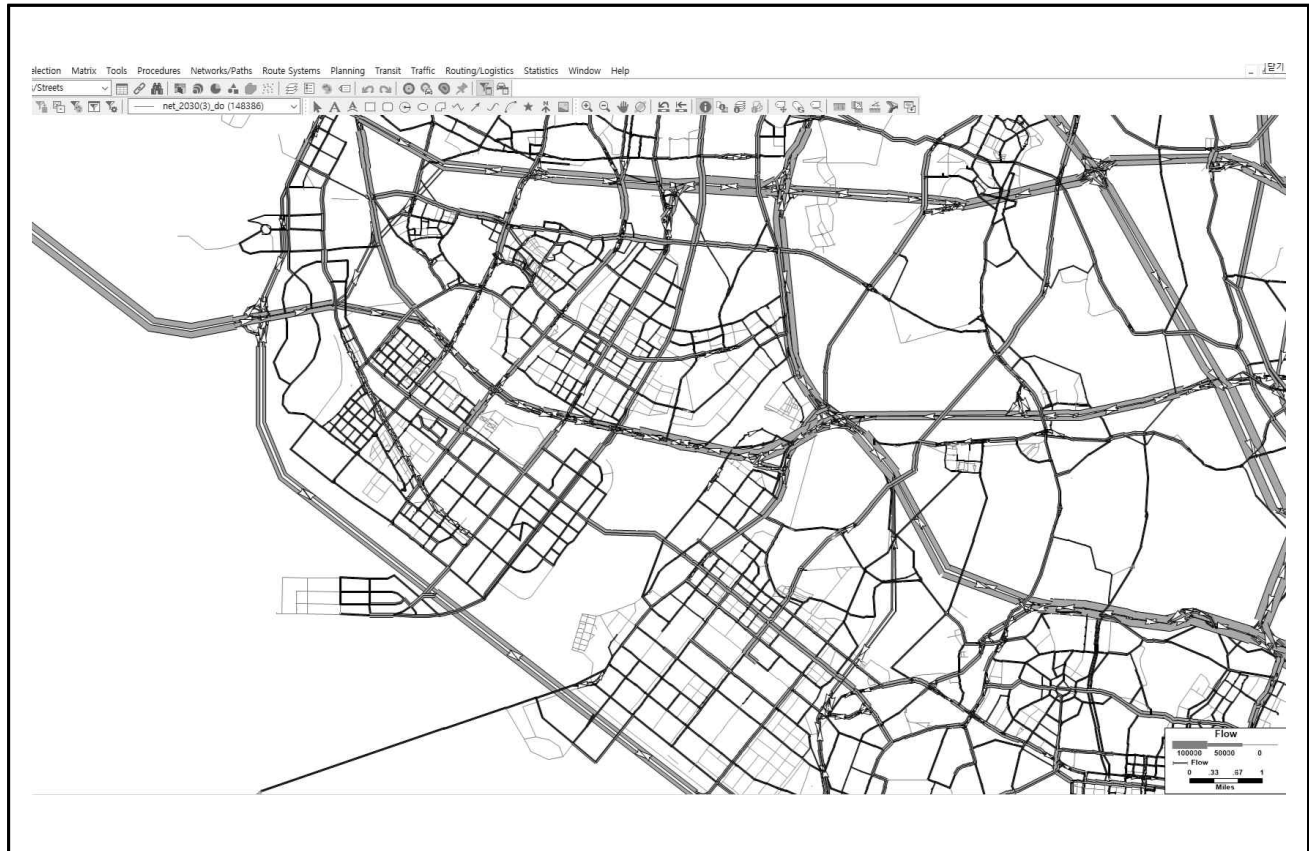 election Matrix Tools Procedures Networks/Paths Route Systems Planning Transit Traffic Routing/Logistics Statistics Window Help
닫기
/Streets
net_2030(3)_do (148386)
Flow
100000 50000 0
Flow
0 .33 .67 1
Miles